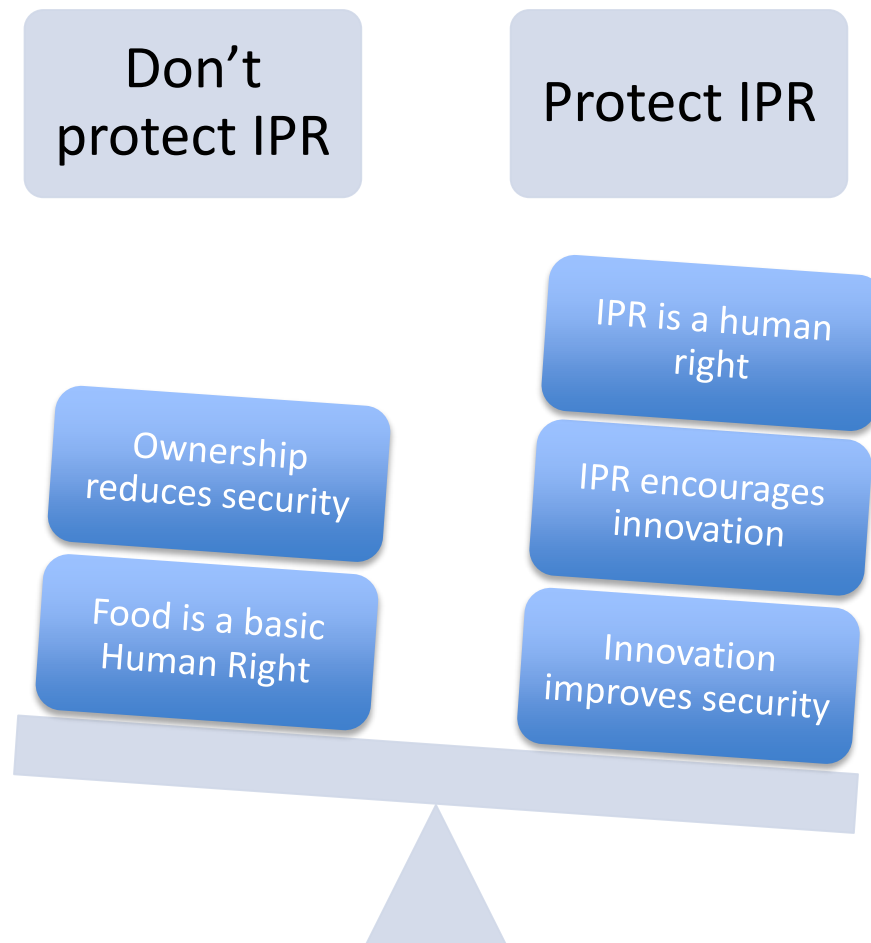 Don’t
protect IPR
Protect IPR
Ownership
reduces security
Food is a basic
Human Right
IPR is a human
right
IPR encourages
innovation
Innovation
improves security